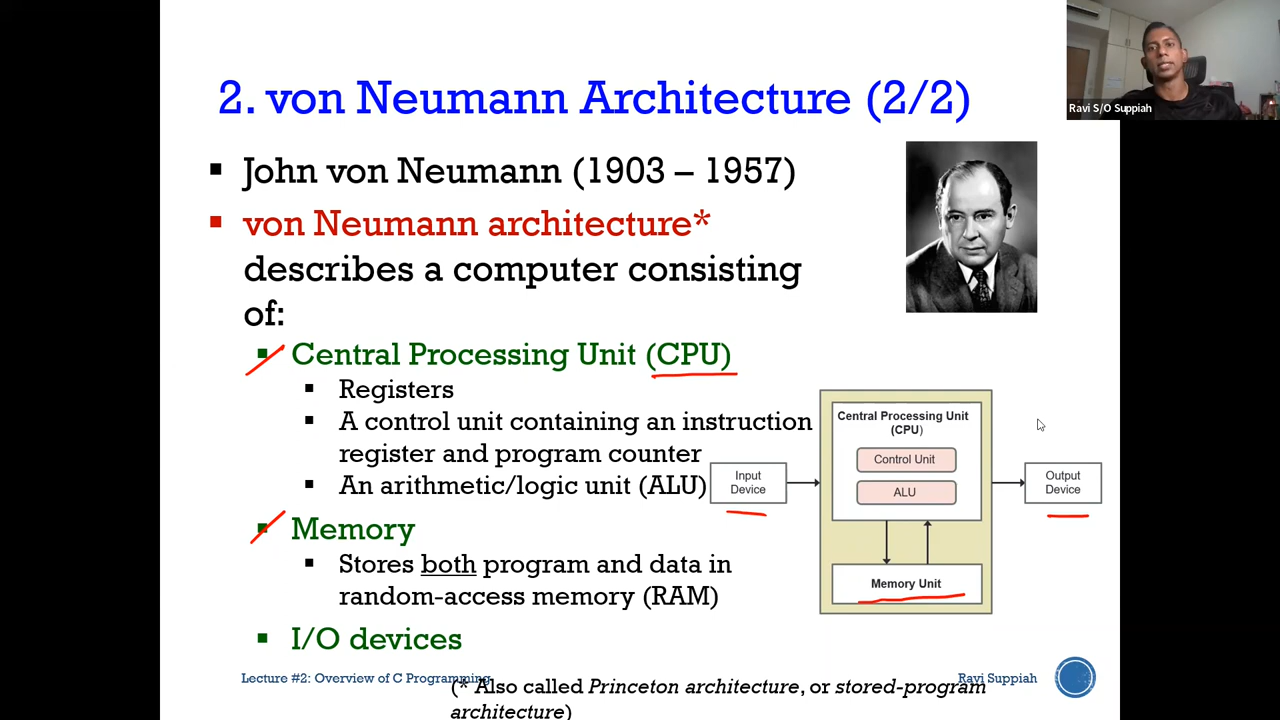 2. von Neumann Architecture (2/2)
Ravi S/O Suppiah
John von Neumann (1903 – 1957)
von Neumann architecture*
describes a computer consisting
of:
Central Processing Unit (CPU)
Registers
A control unit containing an instruction
register and program counter
An arithmetic/logic unit (ALU)
Memory
Stores both program and data in
random-access memory (RAM)
I/O devices
Input
Device
Central Processing Unit
(CPU)
Control Unit
ALU
Memory Unit
Output
Device
Lecture #2: Overview of C Programming
Ravi Suppiah
(* Also called Princeton architecture, or stored-program
architecture)